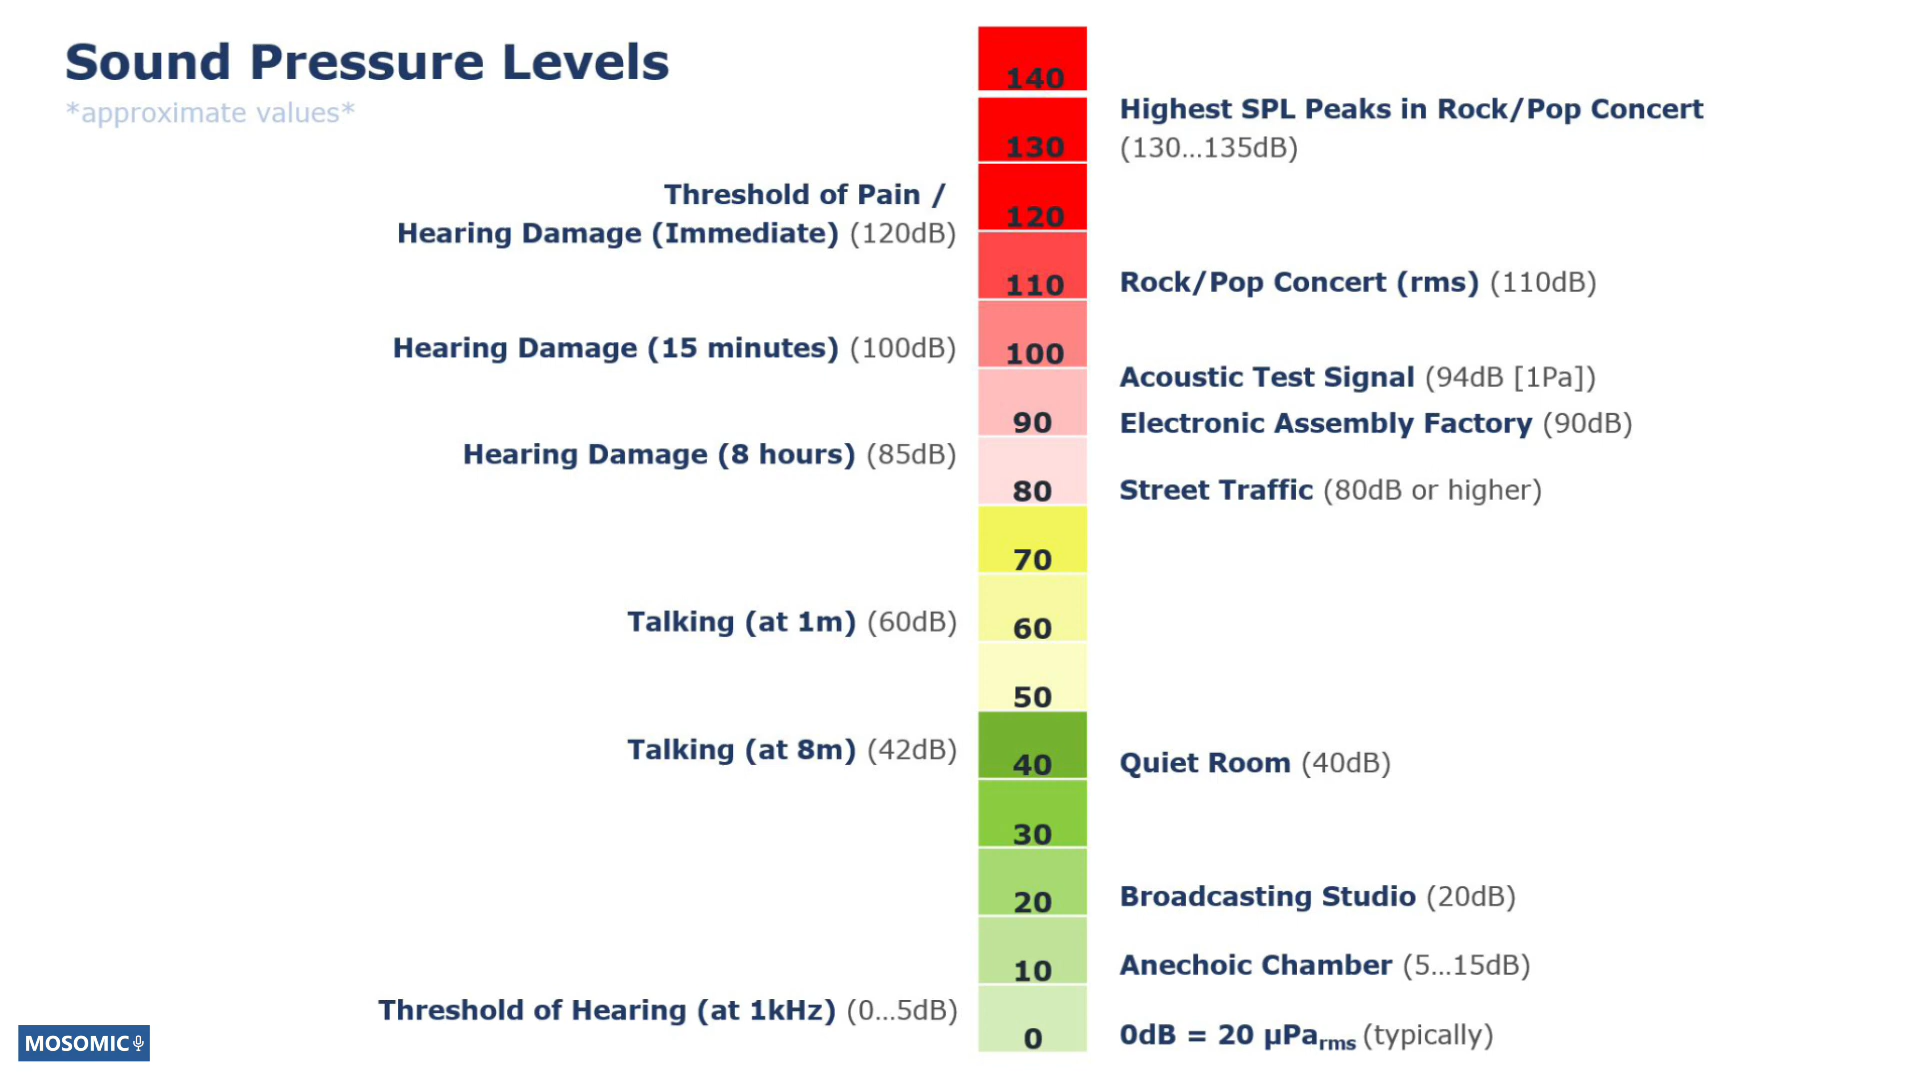 Sound Pressure Levels
*approximate values*
140
Highest SPL Peaks in Rock/Pop Concert
(130...135dB)
130
Threshold of Pain /
Hearing Damage (Immediate) (120dB)
120
110
Rock/Pop Concert (rms) (110dB)
Hearing Damage (15 minutes) (100dB)
100
Acoustic Test Signal (94dB [1Pa])
90
Electronic Assembly Factory (90dB)
Hearing Damage (8 hours) (85dB)
80
Street Traffic (80dB or higher)
70
Talking (at 1m) (60dB)
60
50
Talking (at 8m) (42dB)
40
Quiet Room (40dB)
30
20
Broadcasting Studio (20dB)
10
Anechoic Chamber (5...15dB)
Threshold of Hearing (at 1kHz) (0...5dB)
0
0dB = 20 µParms (typically)
MOSOMIC